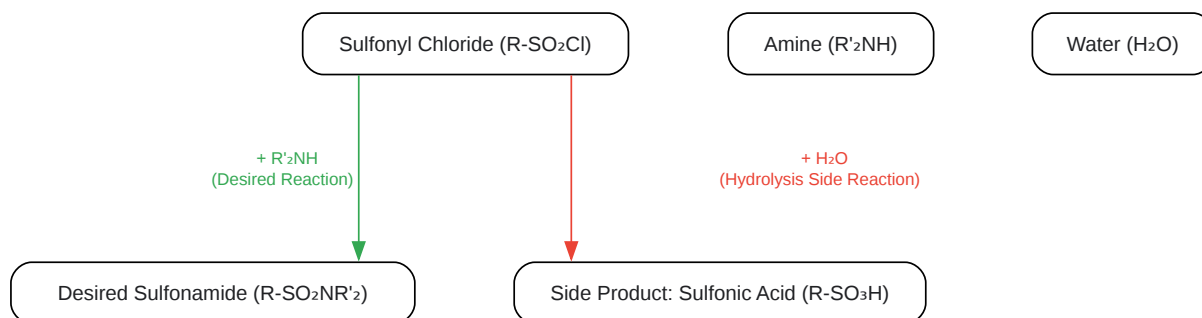 Sulfonyl Chloride (R-SO₂Cl)
Amine (R'₂NH)
Water (H₂O)
+ R'₂NH
(Desired Reaction)
+ H₂O
(Hydrolysis Side Reaction)
Desired Sulfonamide (R-SO₂NR'₂)
Side Product: Sulfonic Acid (R-SO₃H)